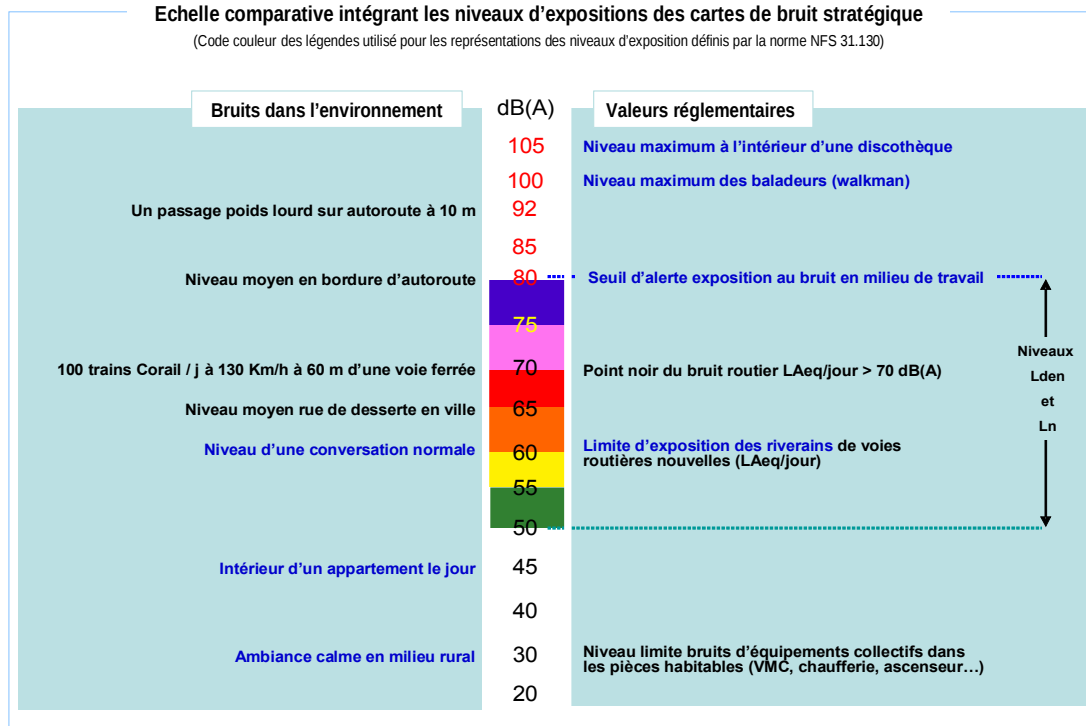 Echelle comparative intégrant les niveaux d'expositions des cartes de bruit stratégique
(Code couleur des légendes utilisé pour les représentations des niveaux d'exposition définis par la norme NFS 31.130)
Bruits dans l'environnement
dB(A)
Valeurs réglementaires
105
Niveau maximum à l'intérieur d'une discothèque
100
Niveau maximum des baladeurs (walkman)
Un passage poids lourd sur autoroute à 10 m
92
85
Niveau moyen en bordure d'autoroute
80
Seuil d'alerte exposition au bruit en milieu de travail
75
100 trains Corail / j à 130 Km/h à 60 m d'une voie ferrée
70
Point noir du bruit routier LAeq/jour > 70 dB(A)
Niveau moyen rue de desserte en ville
65
Niveau d'une conversation normale
60
Limite d'exposition des riverains de voies
routières nouvelles (LAeq/jour)
55
50
Niveaux
Lden
et
Ln
Intérieur d'un appartement le jour
45
40
Ambiance calme en milieu rural
30
Niveau limite bruits d'équipements collectifs dans
les pièces habitables (VMC, chaufferie, ascenseur…)
20